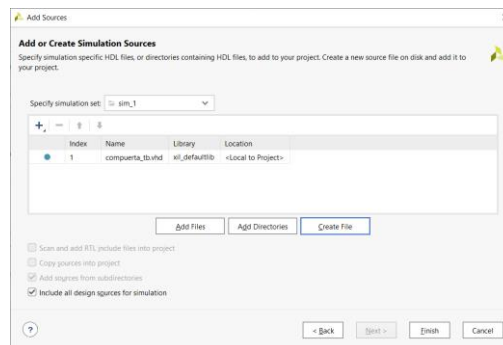 Add Sources
Add or Create Simulation Sources
Specify simulation specific HDL files, or directories containing HDL files, to add to your project. Create a new source file on disk and add it to
your project.
Specify simulation set: sim_1
Index Name Library Location
1 compuerta_tb.vhd xil_defaultlib <Local to Project>
Add Files Add Directories Create File
Scan and add RTL include files into project
Copy sources into project
Add sources from subdirectories
Include all design sources for simulation
? < Back Next > Finish Cancel